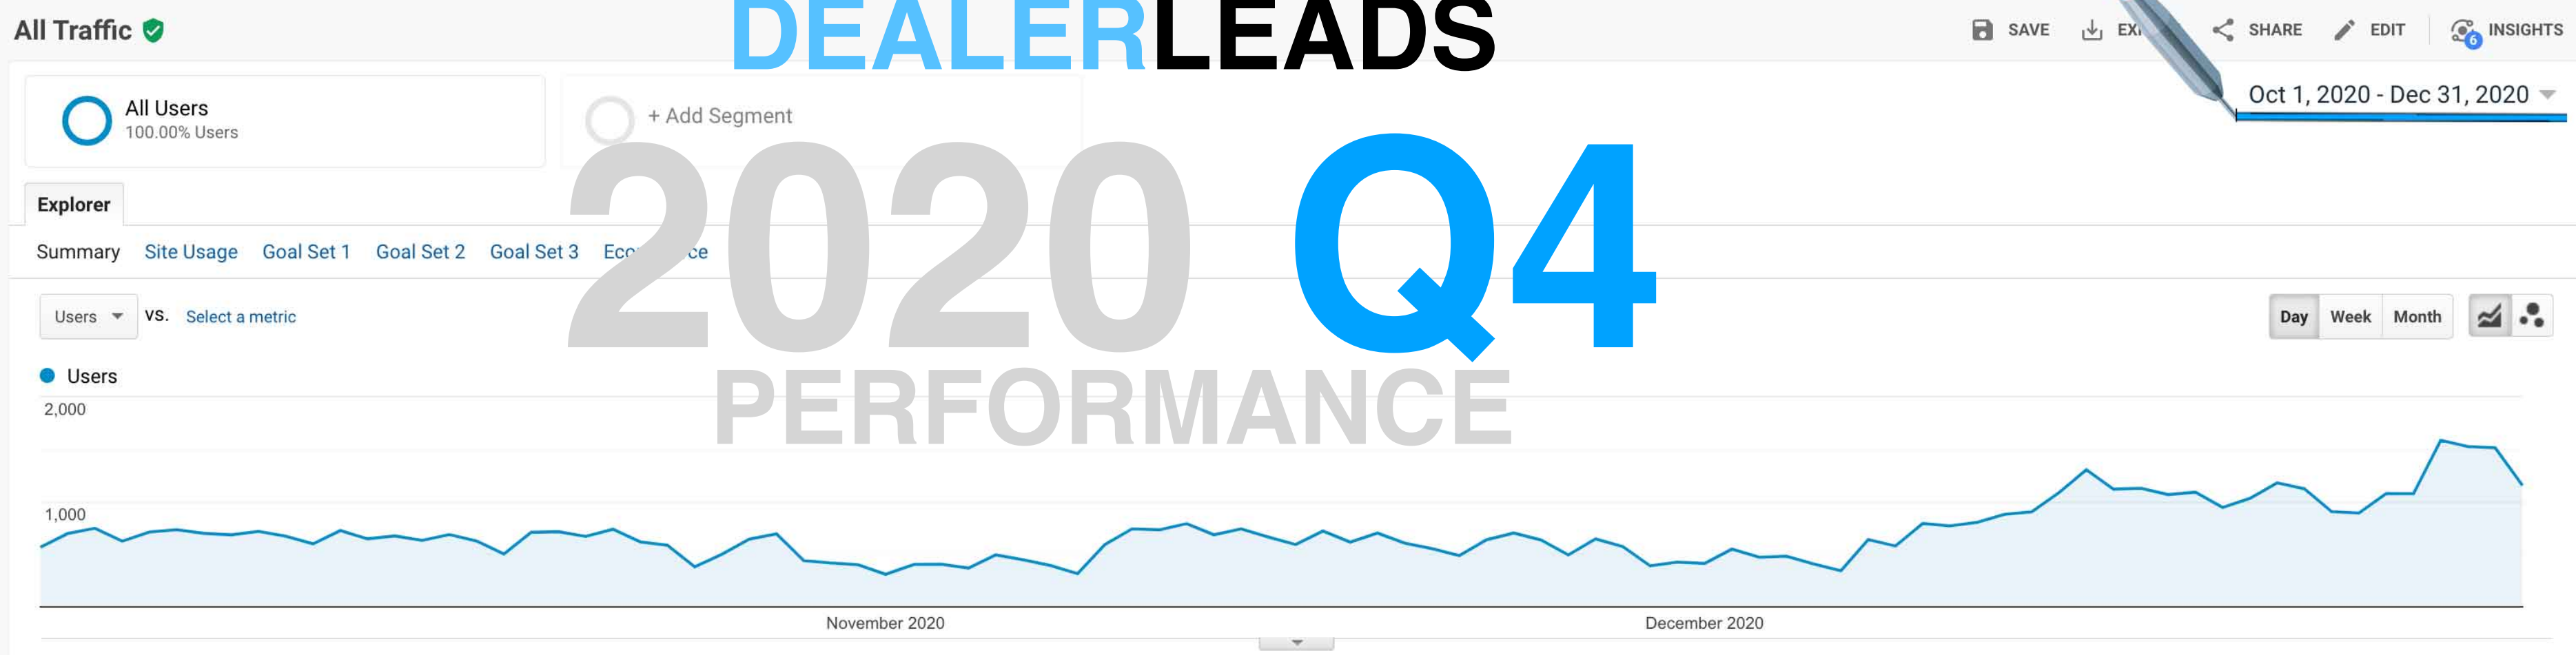 All Traffic
DEALERLEADS
SAVE
SHARE
EDIT
6
INSIGHTS
All Users
100.00% Users
+ Add Segment
Oct 1, 2020 - Dec 31, 2020
2020 Q4
PERFORMANCE
Explorer
Summary Site Usage Goal Set 1 Goal Set 2 Goal Set 3
Users VS. Select a metric
Day Week Month
Users
2,000
1,000
November 2020 December 2020